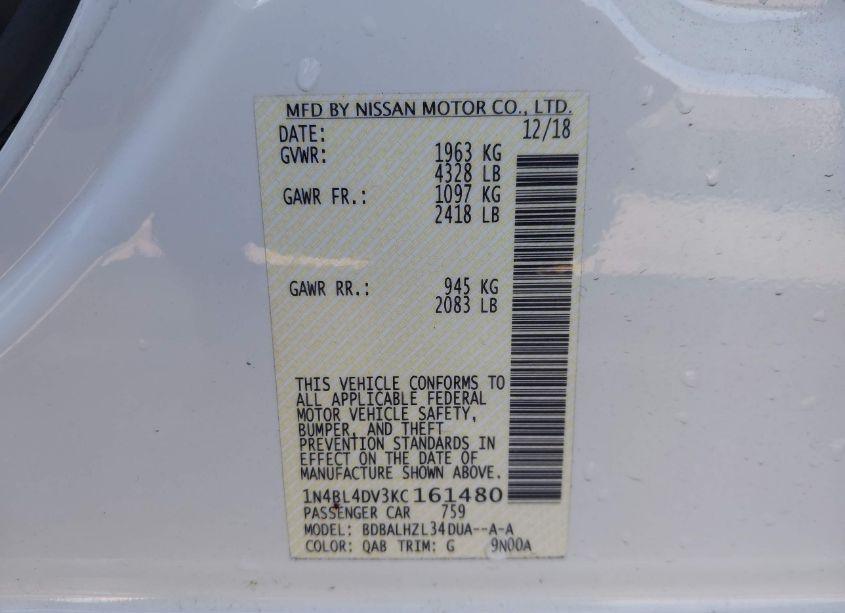 MFD BY NISSAN MOTOR CO., LTD.
DATE: 12/18
GVWR: 1963 KG
4328 LB
GAWR FR.: 1097 KG
2418 LB
GAWR RR.: 945 KG
2083 LB
THIS VEHICLE CONFORMS TO
ALL APPLICABLE FEDERAL
MOTOR VEHICLE SAFETY,
BUMPER, AND THEFT
PREVENTION STANDARDS IN
EFFECT ON THE DATE OF
MANUFACTURE SHOWN ABOVE.
1N4BL4DV3KC161480
PASSENGER CAR 759
MODEL: BDBALHZL34DUA--A-A
COLOR: QAB TRIM: G 9N00A